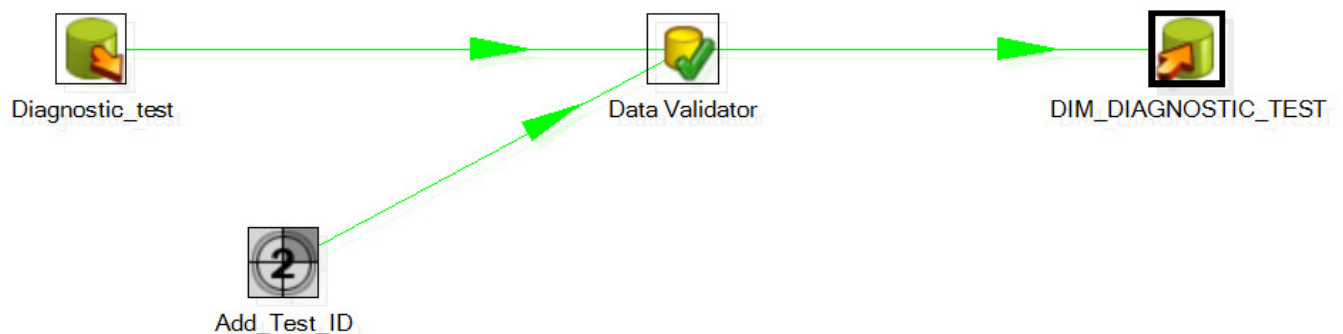 Diagnostic_test
Data Validator
DIM_DIAGNOSTIC_TEST
2
Add_Test_ID